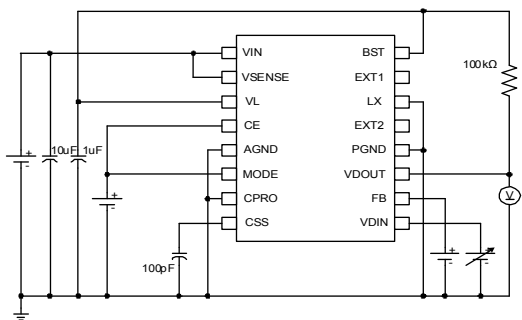 VIN
VSENSE
VL
CE
AGND
MODE
CPRO
CSS
BST
EXT1
LX
EXT2
PGND
VDOUT
FB
VDIN
100kΩ
10uF
1uF
100pF
V
+
-
+
-
+
-
+
-